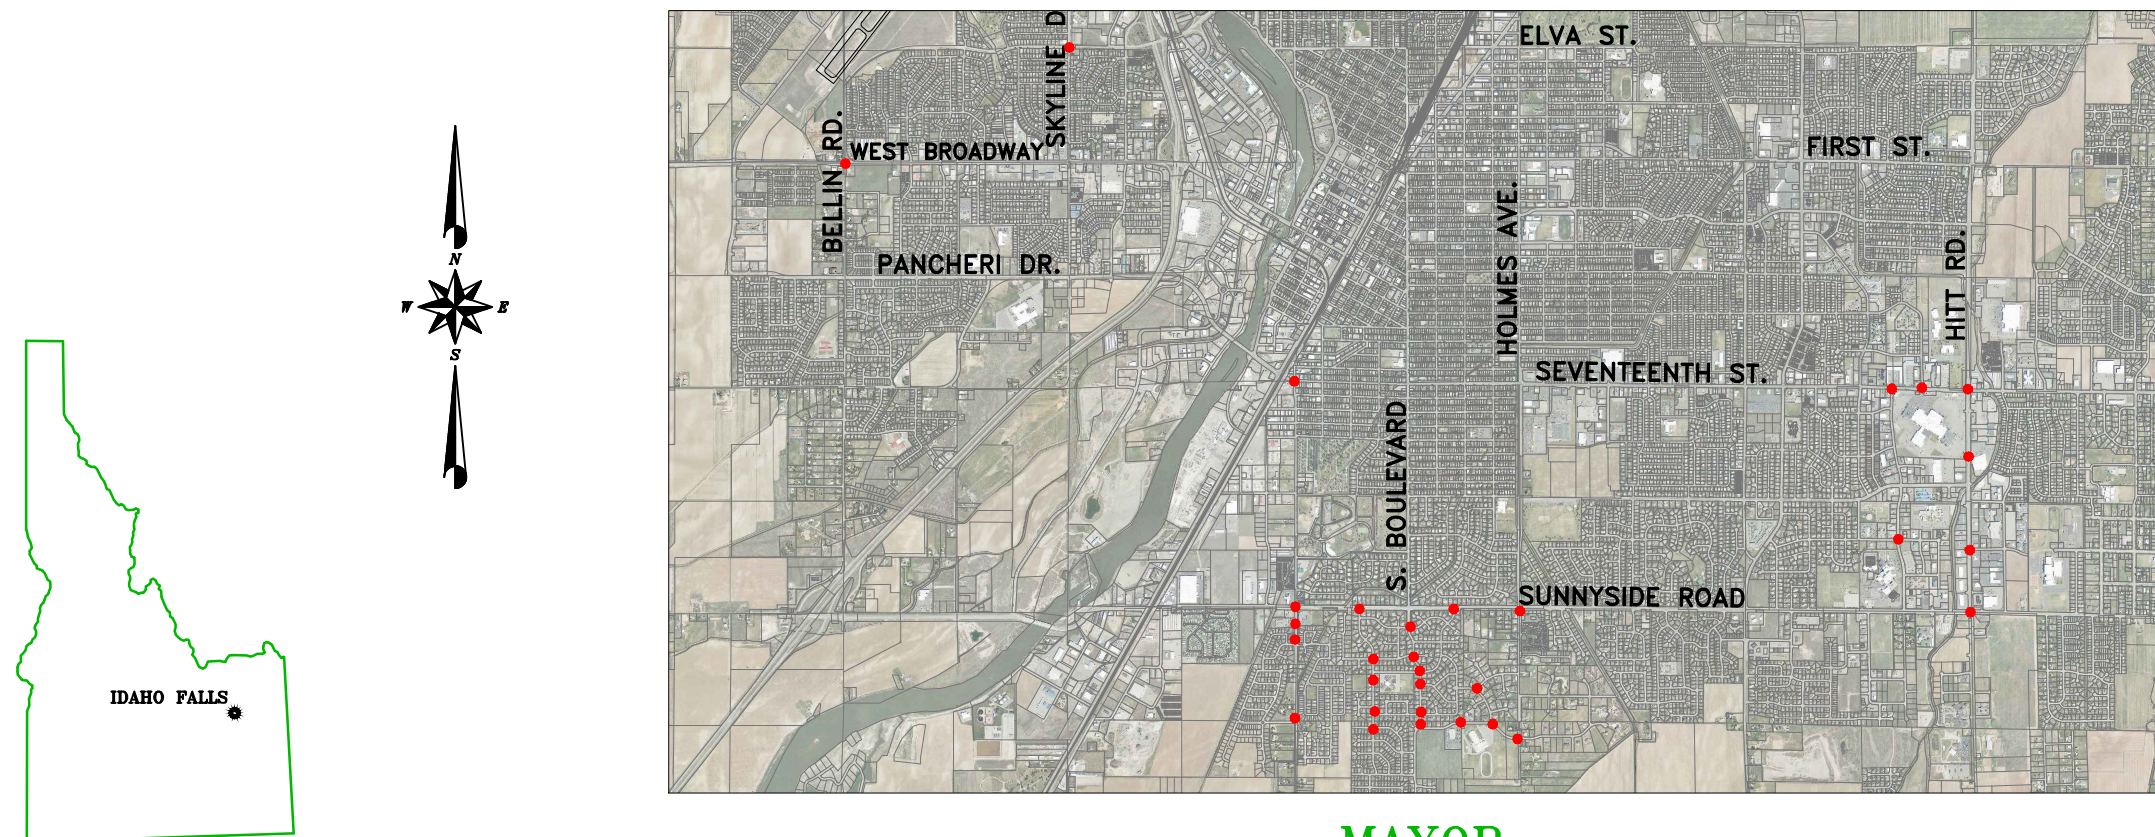 ELVA ST.
SKYLINE D
BELLIN RD.
WEST BROADWAY
FIRST ST.
HOLMES AVE.
PANCHERI DR.
HITT RD.
N
W
E
S
SEVENTEENTH ST.
S. BOULEVARD
SUNNYSIDE ROAD
IDAHO FALLS
MAYOR